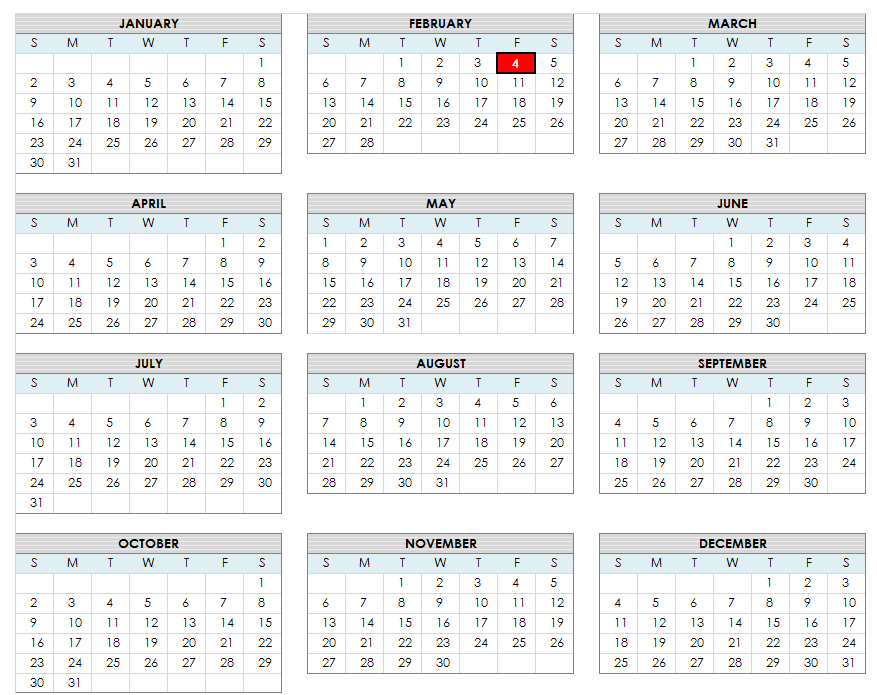 JANUARY
S M T W T F S
1
2 3 4 5 6 7 8
9 10 11 12 13 14 15
16 17 18 19 20 21 22
23 24 25 26 27 28 29
30 31
FEBRUARY
S M T W T F S
1 2 3 4 5
6 7 8 9 10 11 12
13 14 15 16 17 18 19
20 21 22 23 24 25 26
27 28
MARCH
S M T W T F S
1 2 3 4 5
6 7 8 9 10 11 12
13 14 15 16 17 18 19
20 21 22 23 24 25 26
27 28 29 30 31
APRIL
S M T W T F S
1 2
3 4 5 6 7 8 9
10 11 12 13 14 15 16
17 18 19 20 21 22 23
24 25 26 27 28 29 30
MAY
S M T W T F S
1 2 3 4 5 6 7
8 9 10 11 12 13 14
15 16 17 18 19 20 21
22 23 24 25 26 27 28
29 30 31
JUNE
S M T W T F S
1 2 3 4
5 6 7 8 9 10 11
12 13 14 15 16 17 18
19 20 21 22 23 24 25
26 27 28 29 30
JULY
S M T W T F S
1 2
3 4 5 6 7 8 9
10 11 12 13 14 15 16
17 18 19 20 21 22 23
24 25 26 27 28 29 30
31
AUGUST
S M T W T F S
1 2 3 4 5 6
7 8 9 10 11 12 13
14 15 16 17 18 19 20
21 22 23 24 25 26 27
28 29 30 31
SEPTEMBER
S M T W T F S
1 2 3
4 5 6 7 8 9 10
11 12 13 14 15 16 17
18 19 20 21 22 23 24
25 26 27 28 29 30
OCTOBER
S M T W T F S
1
2 3 4 5 6 7 8
9 10 11 12 13 14 15
16 17 18 19 20 21 22
23 24 25 26 27 28 29
30 31
NOVEMBER
S M T W T F S
1 2 3 4 5
6 7 8 9 10 11 12
13 14 15 16 17 18 19
20 21 22 23 24 25 26
27 28 29 30
DECEMBER
S M T W T F S
1 2 3
4 5 6 7 8 9 10
11 12 13 14 15 16 17
18 19 20 21 22 23 24
25 26 27 28 29 30 31